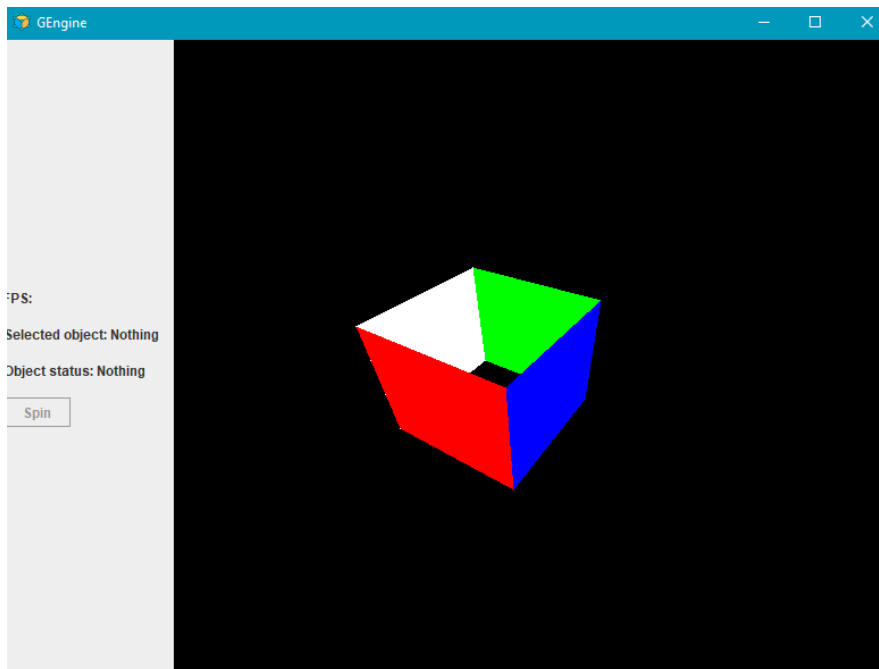 GEngine
FPS:
Selected object: Nothing
Object status: Nothing
Spin